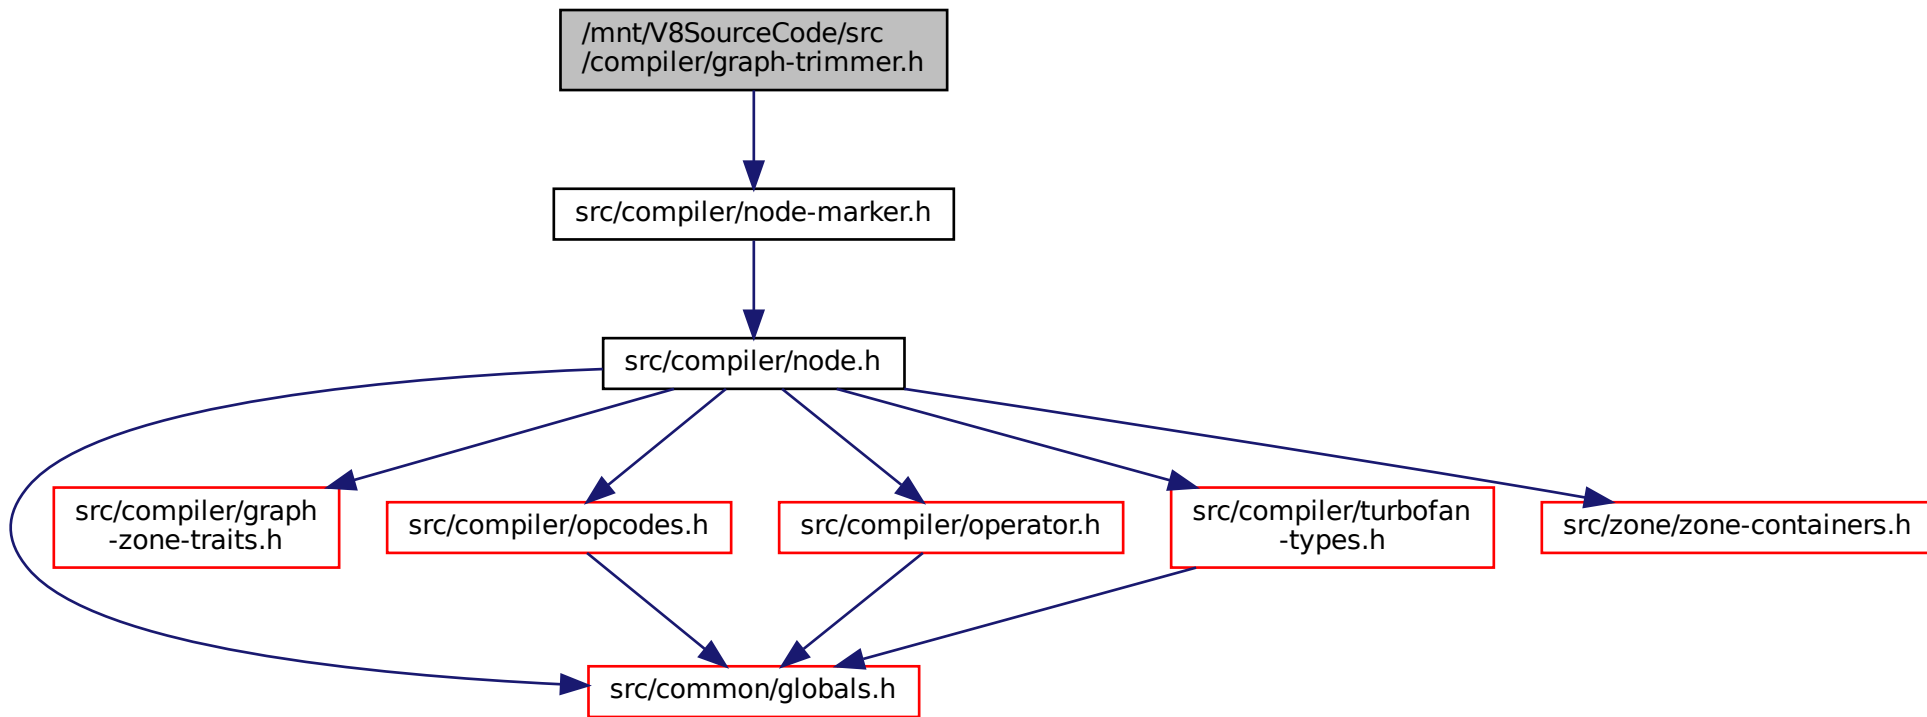 /mnt/V8SourceCode/src
/compiler/graph-trimmer.h
src/compiler/node-marker.h
src/compiler/node.h
src/compiler/graph
-zone-traits.h
src/compiler/opcodes.h
src/compiler/operator.h
src/compiler/turbofan
-types.h
src/zone/zone-containers.h
src/common/globals.h